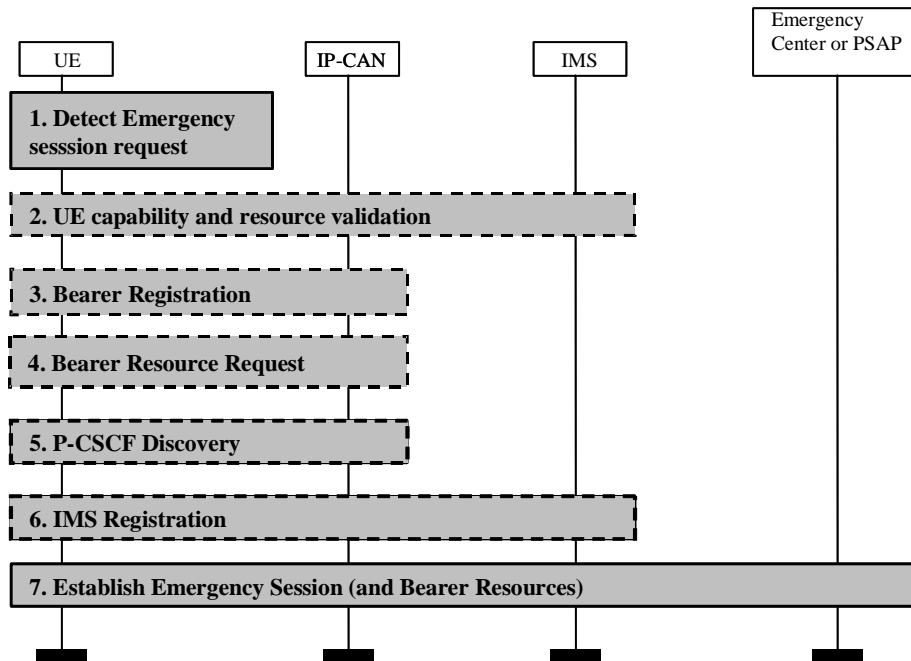 Emergency
Center or PSAP
UE
IP-CAN
IMS
1. Detect Emergency
sesssion request
2. UE capability and resource validation
3. Bearer Registration
4. Bearer Resource Request
5. P-CSCF Discovery
6. IMS Registration
7. Establish Emergency Session (and Bearer Resources)